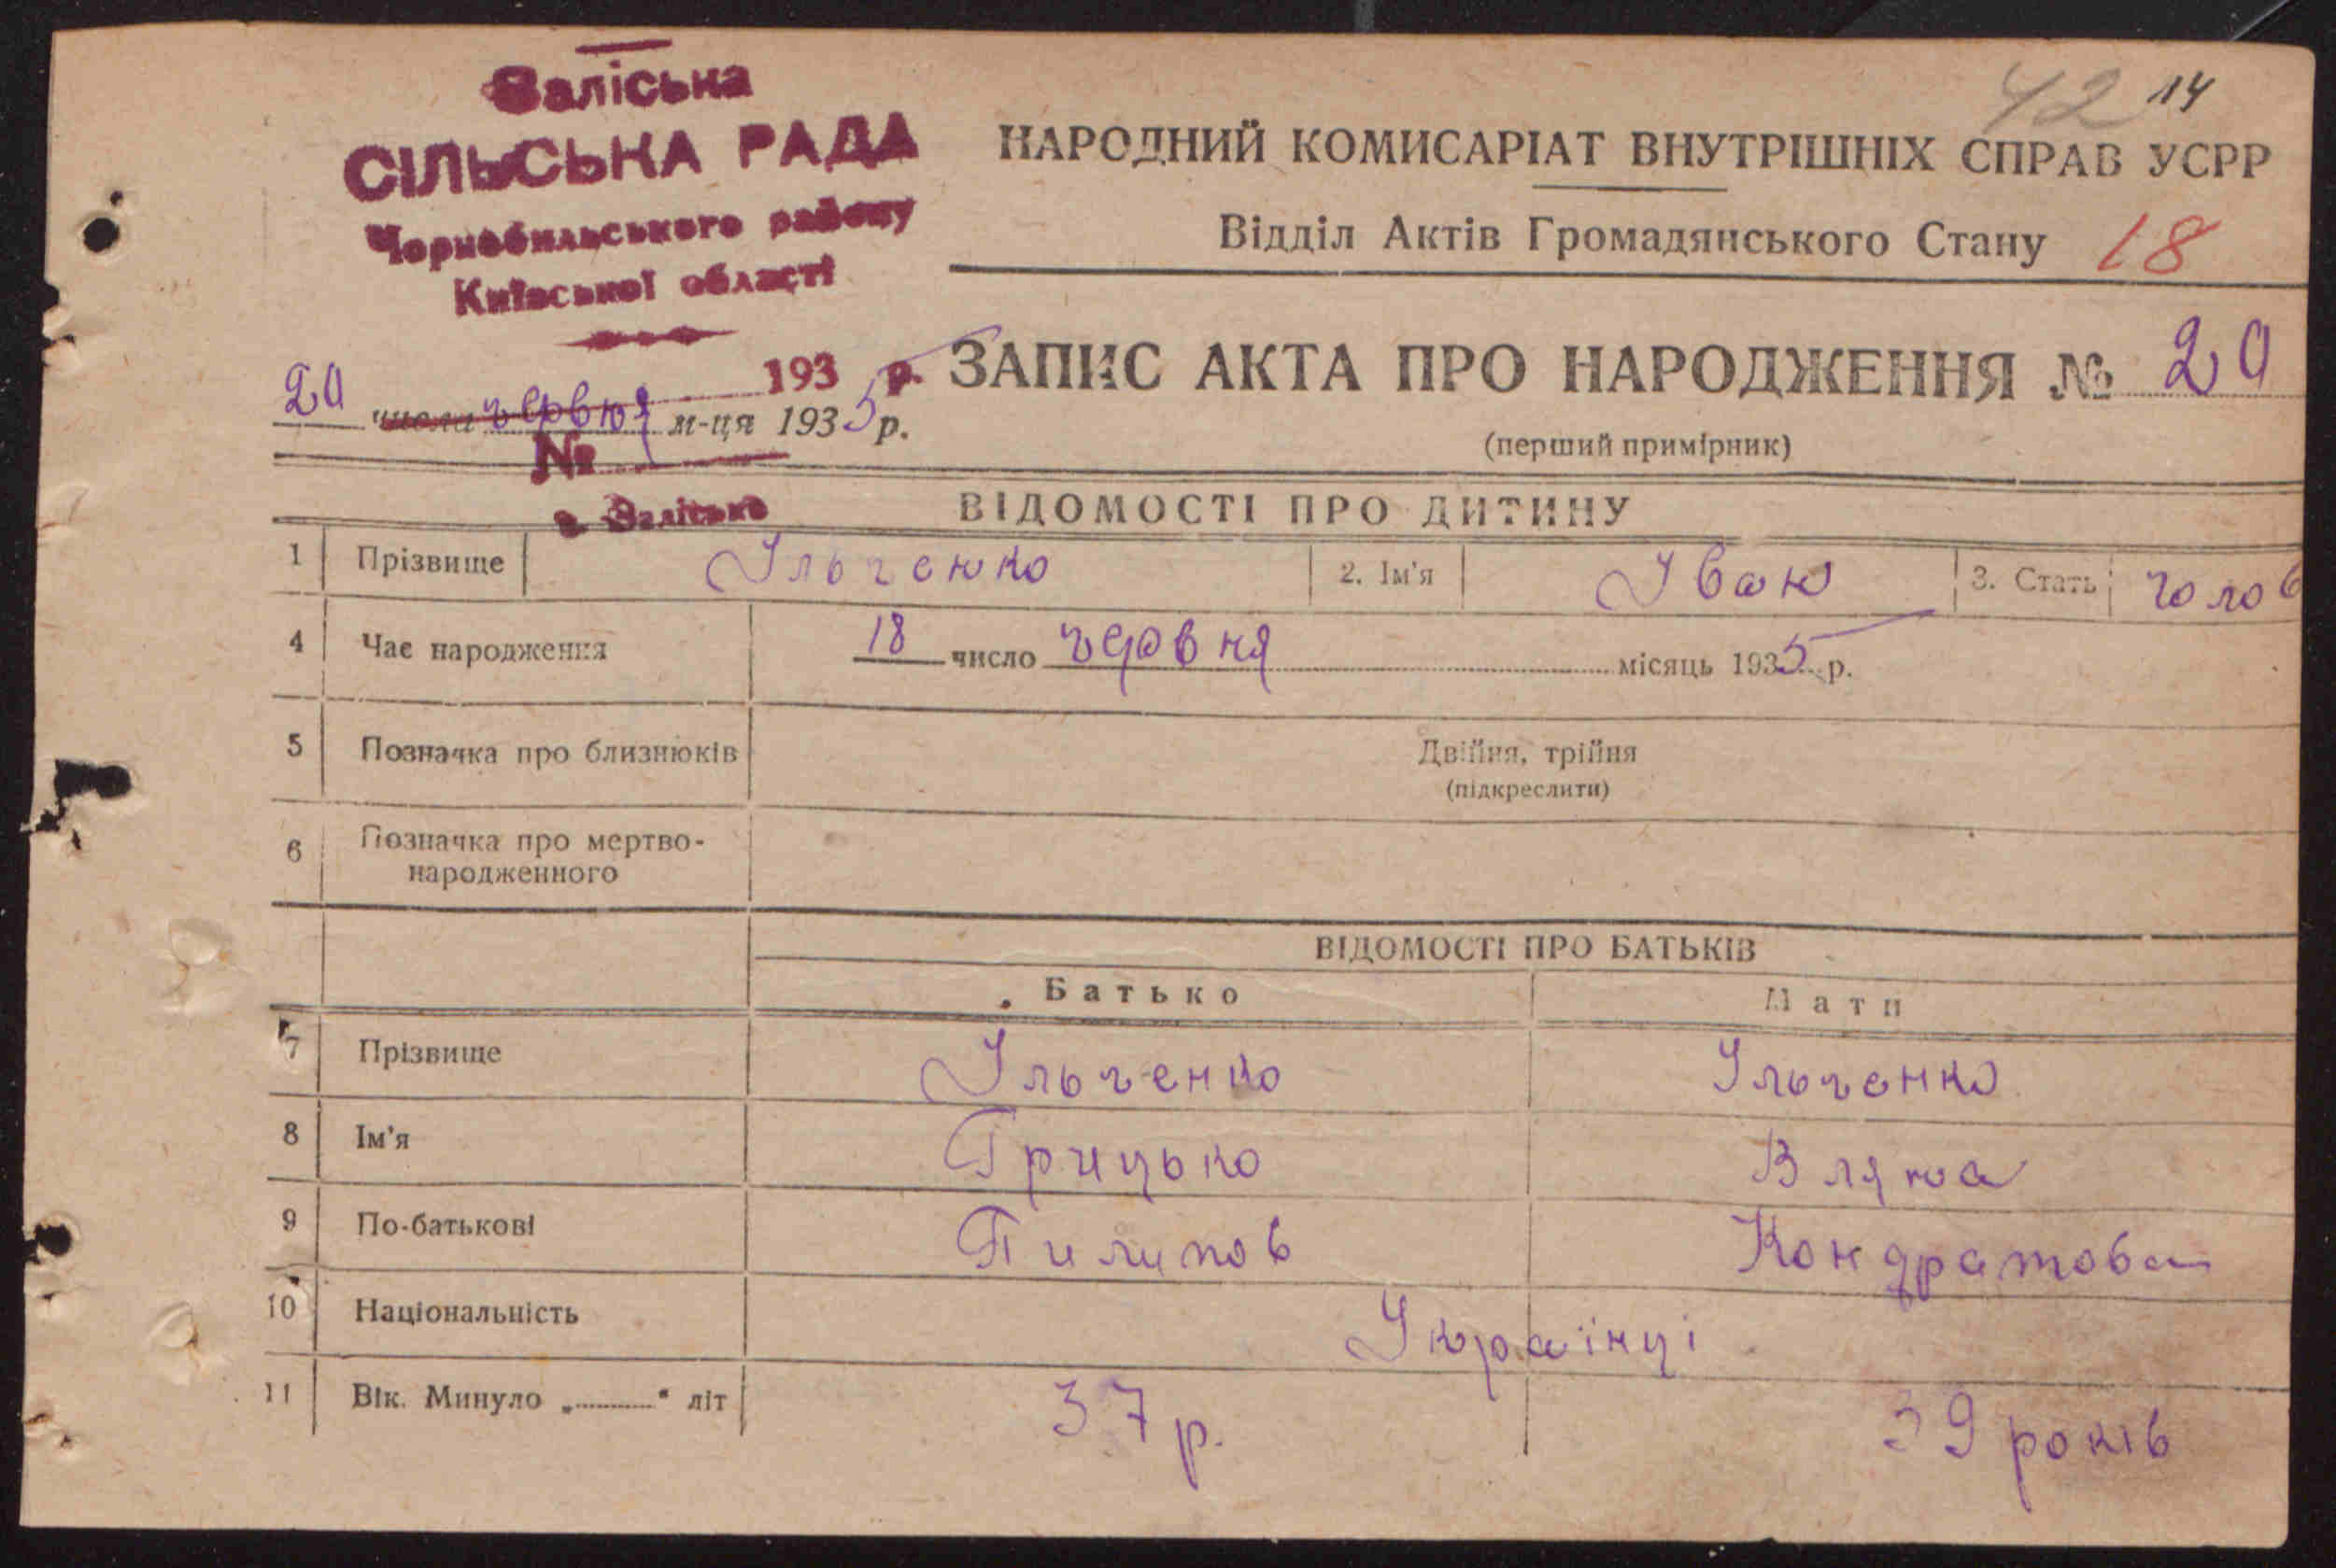 Заліська
СІЛЬСЬКА РАДА
Чорнобильського району
Київської області
193 р.
№
с. Залісько
42 14
НАРОДНИЙ КОМИСАРІАТ ВНУТРІШНІХ СПРАВ УСРР
Відділ Актів Громадянського Стану 18
20 числа червня м-ця 1935 р.
ЗАПИС АКТА ПРО НАРОДЖЕННЯ № 20
(перший примірник)
ВІДОМОСТІ ПРО ДИТИНУ
1 Прізвище Ільченко 2. Ім'я Іван 3. Стать чолов
4 Час народження 18 число червня місяць 1935 р.
5 Позначка про близнюків Двійня, трійня
(підкреслити)
6 Позначка про мертво-
народженного
ВІДОМОСТІ ПРО БАТЬКІВ
Батько Мати
7 Прізвище Ільченко Ільченко
8 Ім'я Грицько
9 По-батькові Пилипов Кондратова
10 Національність Українці
11 Вік. Минуло „ “ літ 37 р. 39 років